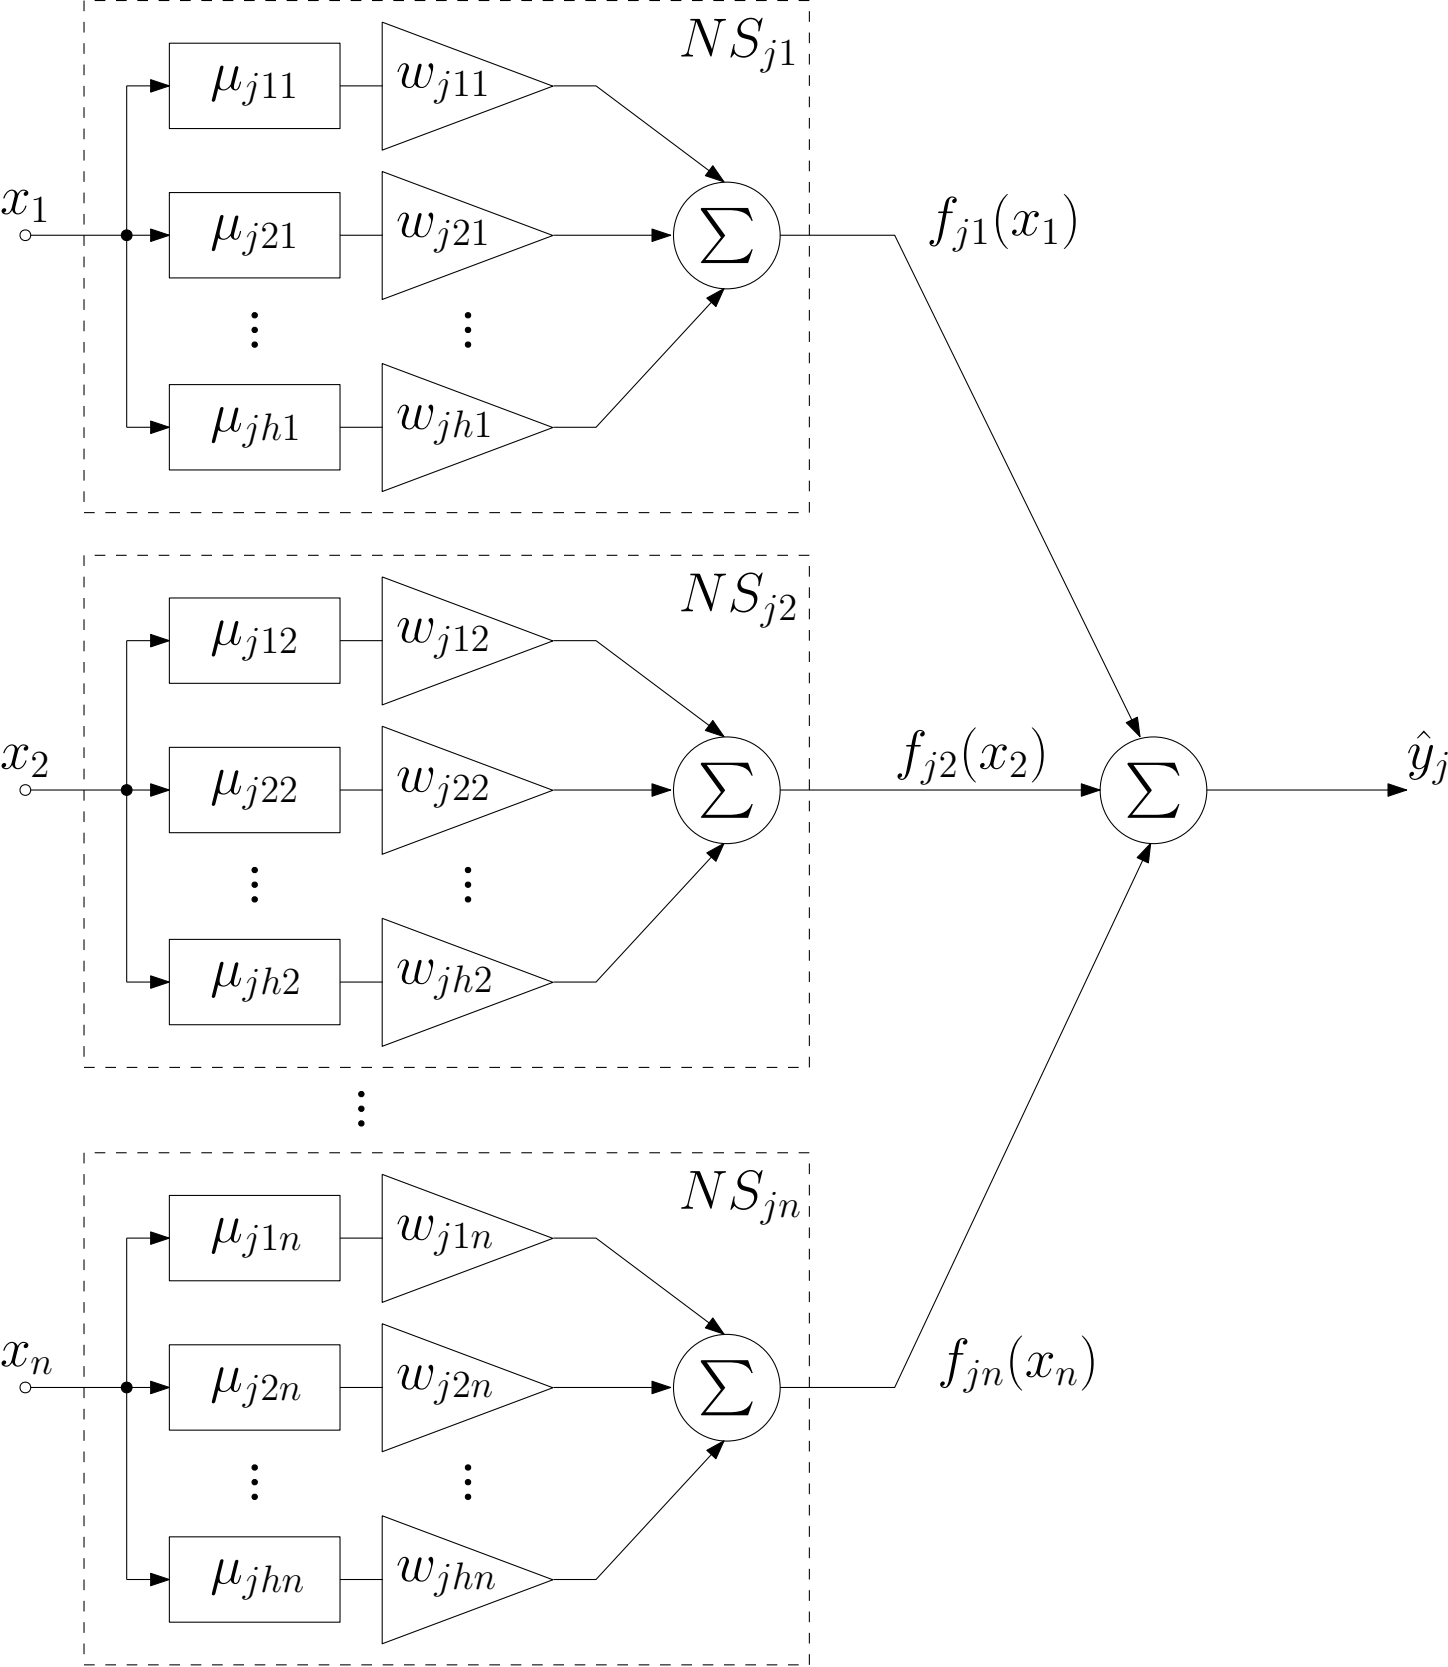 NS_{j1}
μ_{j11} w_{j11}
x_1 μ_{j21} w_{j21} Σ f_{j1}(x_1)
⋮ ⋮
μ_{jh1} w_{jh1}
NS_{j2}
μ_{j12} w_{j12}
x_2 μ_{j22} w_{j22} Σ f_{j2}(x_2) Σ ŷ_j
⋮ ⋮
μ_{jh2} w_{jh2}
⋮
NS_{jn}
μ_{j1n} w_{j1n}
x_n μ_{j2n} w_{j2n} Σ f_{jn}(x_n)
⋮ ⋮
μ_{jhn} w_{jhn}